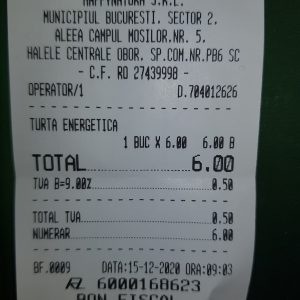 HAPPYNATURA S.R.L.
MUNICIPIUL BUCURESTI. SECTOR 2.
ALEEA CAMPUL MOSILOR.NR. 5.
HALELE CENTRALE OBOR. SP.COM.NR.PB6 SC
- C.F. RO 27439998 -
OPERATOR/1 D.704012626
TURTA ENERGETICA
1 BUC X 6.00 6.00 B
TOTAL 6.00
TVA B=9.00% 0.50
TOTAL TVA 0.50
NUMERAR 6.00
BF.0009 DATA:15-12-2020 ORA:09:03
6000168623
BON FISCAL